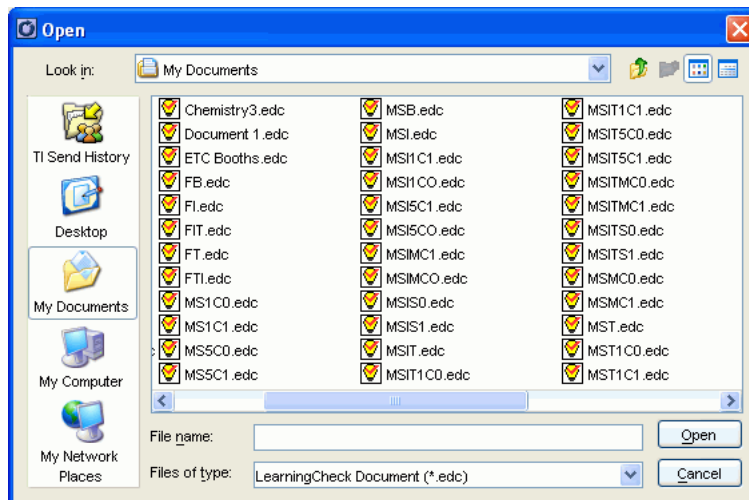 Open
Look in:
My Documents
TI Send History
Desktop
My Documents
My Computer
My Network
Places
Chemistry3.edc
Document 1.edc
ETC Booths.edc
FB.edc
FI.edc
FIT.edc
FT.edc
FTI.edc
MS1C0.edc
MS1C1.edc
MS5C0.edc
MS5C1.edc
MSB.edc
MSI.edc
MSI1C1.edc
MSI1CO.edc
MSI5C1.edc
MSI5CO.edc
MSIMC1.edc
MSIMCO.edc
MSIS0.edc
MSIS1.edc
MSIT.edc
MSIT1C0.edc
MSIT1C1.edc
MSIT5C0.edc
MSIT5C1.edc
MSITMC0.edc
MSITMC1.edc
MSITS0.edc
MSITS1.edc
MSMC0.edc
MSMC1.edc
MST.edc
MST1C0.edc
MST1C1.edc
File name:
Open
Files of type:
LearningCheck Document (*.edc)
Cancel